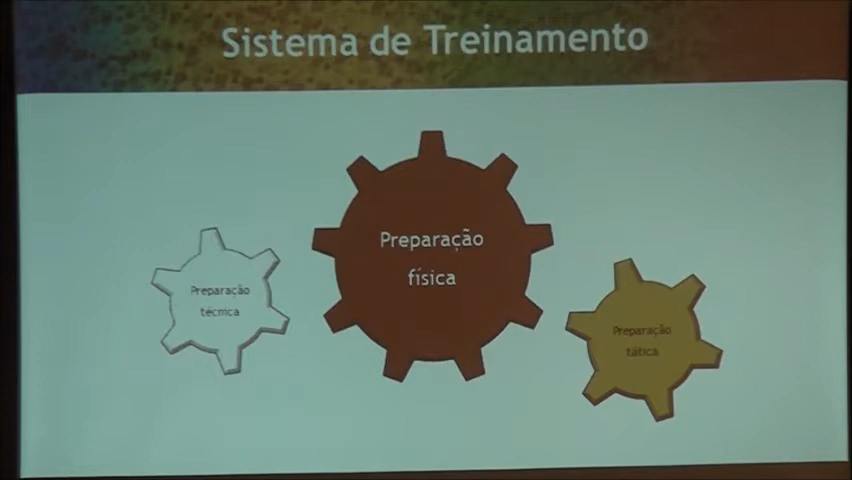 Sistema de Treinamento
Preparação
física
Preparação
técnica
Preparação
tática